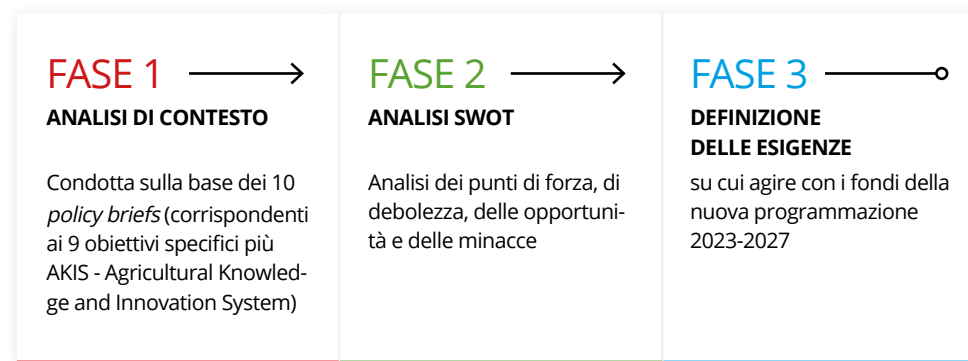 FASE 1
ANALISI DI CONTESTO
Condotta sulla base dei 10
policy briefs (corrispondenti
ai 9 obiettivi specifici più
AKIS - Agricultural Knowled-
ge and Innovation System)
FASE 2
ANALISI SWOT
Analisi dei punti di forza, di
debolezza, delle opportuni-
tà e delle minacce
FASE 3
DEFINIZIONE
DELLE ESIGENZE
su cui agire con i fondi della
nuova programmazione
2023-2027